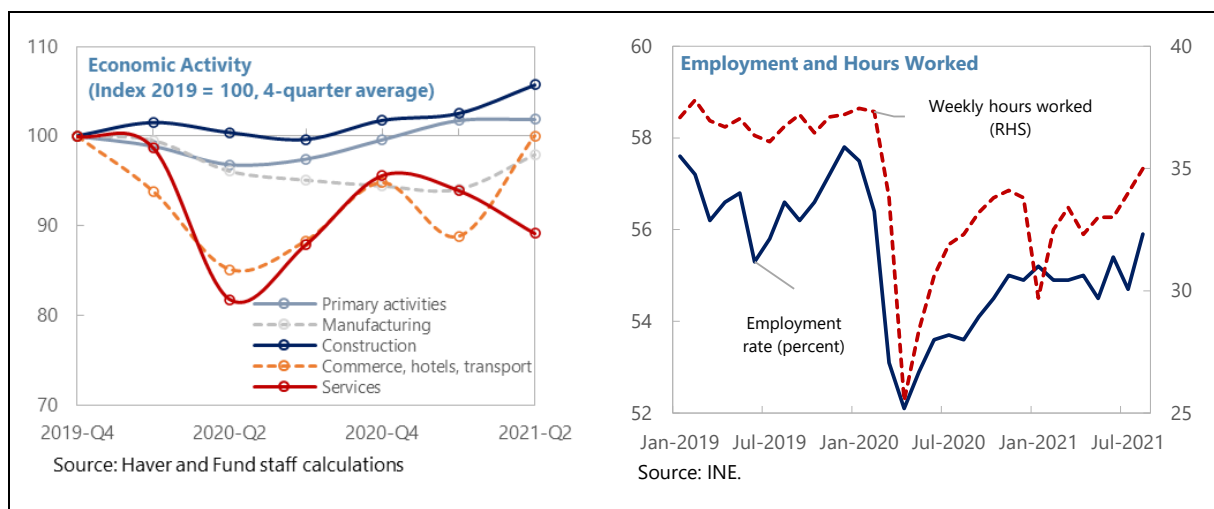 Economic Activity
(Index 2019 = 100, 4-quarter average)
110
100
90
80
70
Primary activities
Manufacturing
Construction
Commerce, hotels, transport
Services
2019-Q4
2020-Q2
2020-Q4
2021-Q2
Source: Haver and Fund staff calculations
Employment and Hours Worked
60
58
56
54
52
40
35
30
25
Weekly hours worked
(RHS)
Employment
rate (percent)
Jan-2019
Jul-2019
Jan-2020
Jul-2020
Jan-2021
Jul-2021
Source: INE.